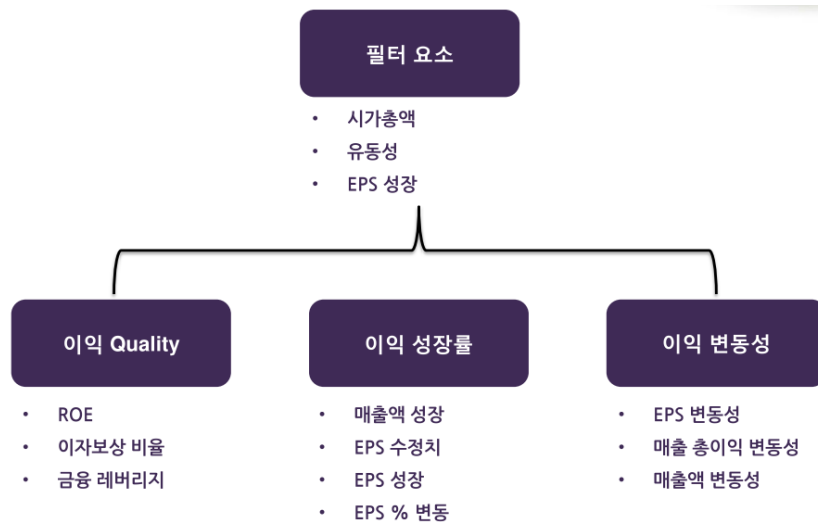 필터 요소
• 시가총액
• 유동성
• EPS 성장
이익 Quality
• ROE
• 이자보상 비율
• 금융 레버리지
이익 성장률
• 매출액 성장
• EPS 수정치
• EPS 성장
• EPS % 변동
이익 변동성
• EPS 변동성
• 매출 총이익 변동성
• 매출액 변동성